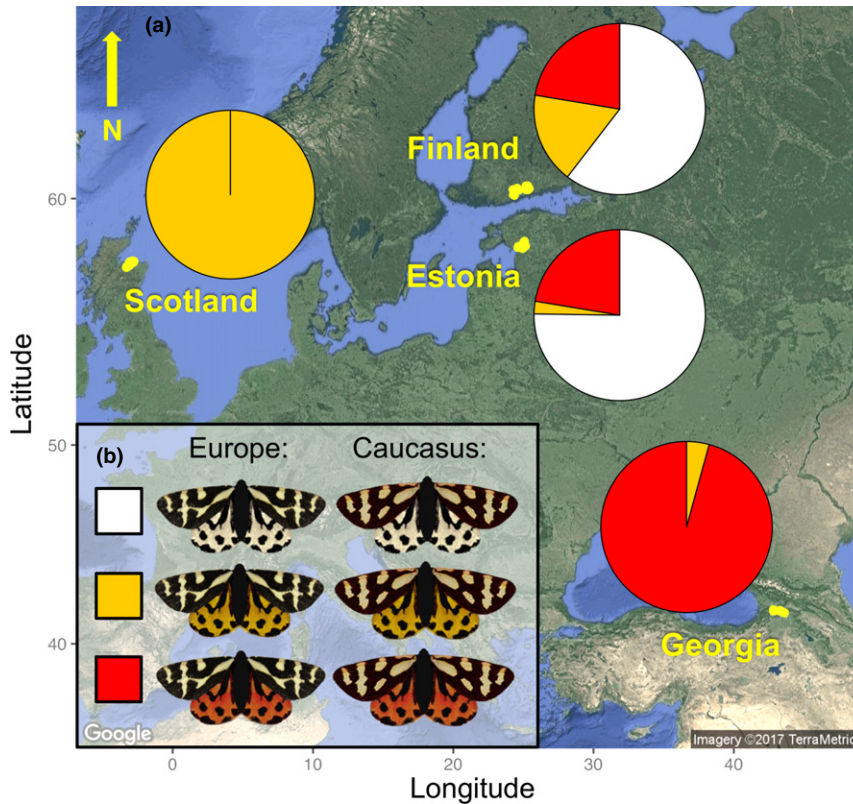 (a)
N
Finland
Scotland
Estonia
Georgia
(b)
Europe:
Caucasus:
Google
Imagery ©2017 TerraMetric
Latitude
60
50
40
0
10
20
30
40
Longitude